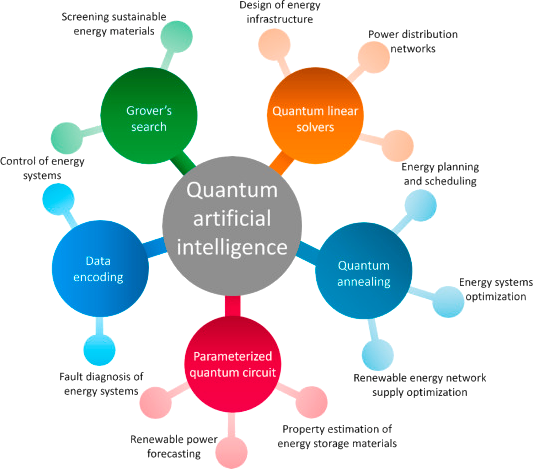 Screening sustainable
energy materials
Design of energy
infrastructure
Power distribution
networks
Grover's
search
Quantum linear
solvers
Control of energy
systems
Energy planning
and scheduling
Quantum
artificial
intelligence
Data
encoding
Quantum
annealing
Energy systems
optimization
Parameterized
quantum circuit
Fault diagnosis of
energy systems
Renewable energy network
supply optimization
Renewable power
forecasting
Property estimation of
energy storage materials